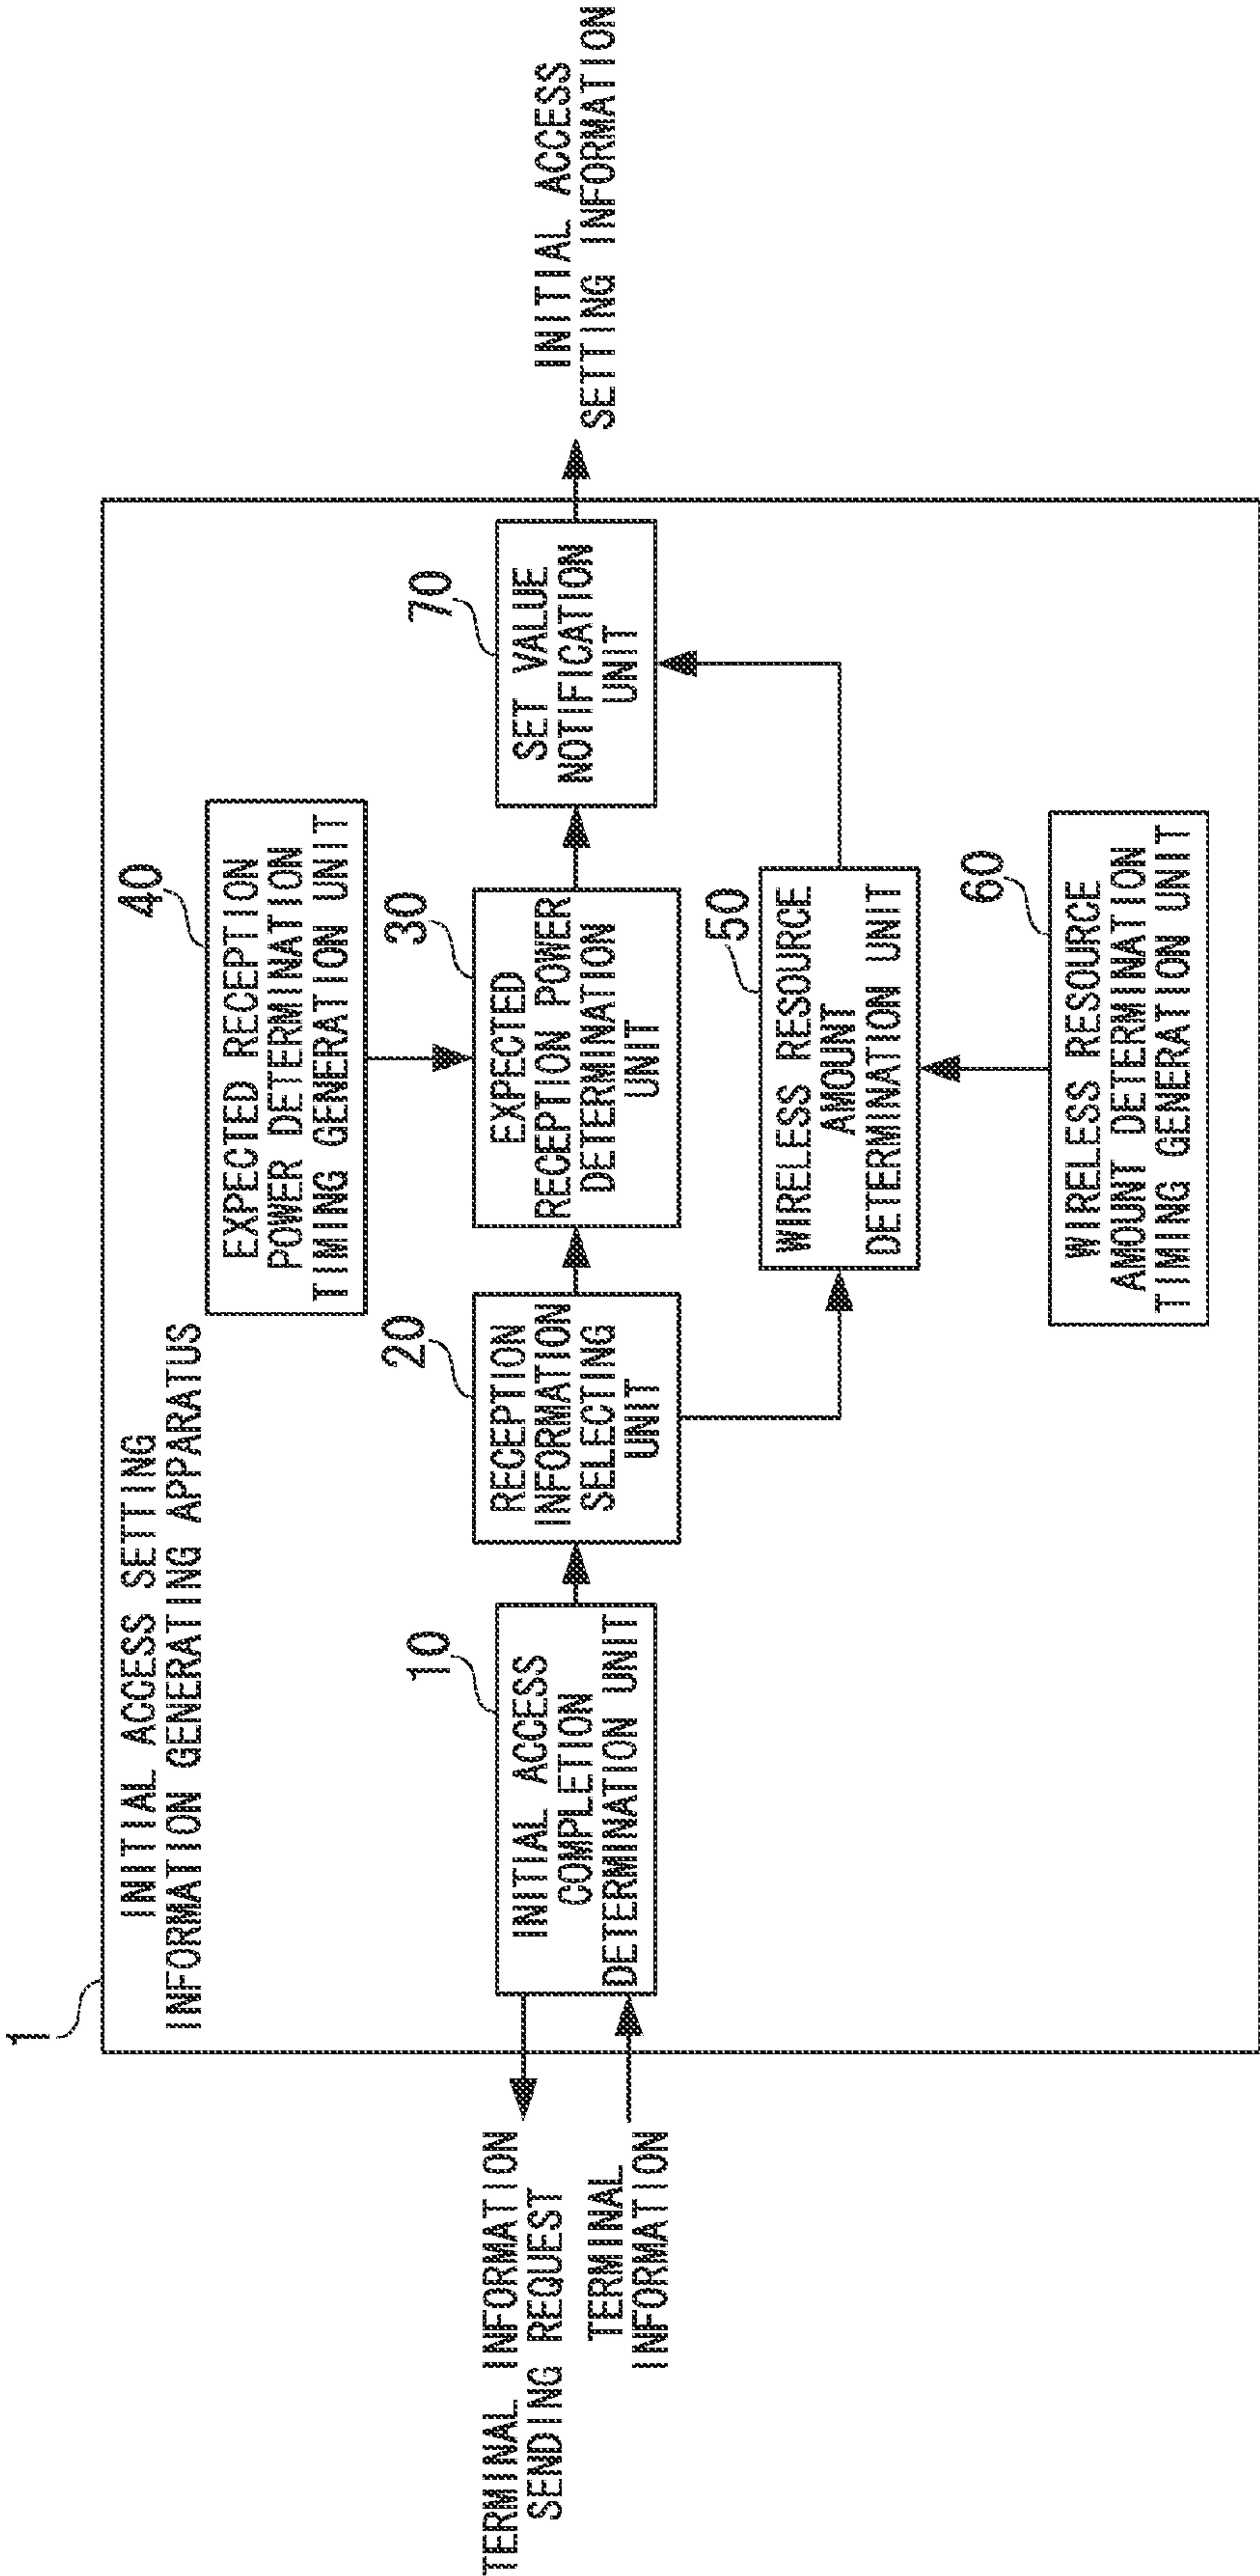 1
INITIAL ACCESS SETTING
INFORMATION GENERATING APPARATUS
40
EXPECTED RECEPTION
POWER DETERMINATION
TIMING GENERATION UNIT
TERMINAL INFORMATION
SENDING REQUEST
TERMINAL
INFORMATION
10
INITIAL ACCESS
COMPLETION
DETERMINATION UNIT
20
RECEPTION
INFORMATION
SELECTING
UNIT
30
EXPECTED
RECEPTION POWER
DETERMINATION
UNIT
70
SET VALUE
NOTIFICATION
UNIT
INITIAL ACCESS
SETTING INFORMATION
50
WIRELESS RESOURCE
AMOUNT
DETERMINATION UNIT
60
WIRELESS RESOURCE
AMOUNT DETERMINATION
TIMING GENERATION UNIT